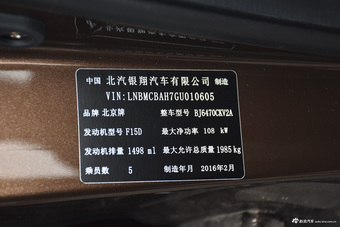 中国 北汽银翔汽车有限公司 制造
VIN:LNBMCBAH7GU010605
品牌 北京牌 整车型号 BJ6470CKV2A
发动机型号 F15D 最大净功率 108 kW
发动机排量 1498 ml 最大允许总质量 1985 kg
乘员数 5 制造年月 2016年2月